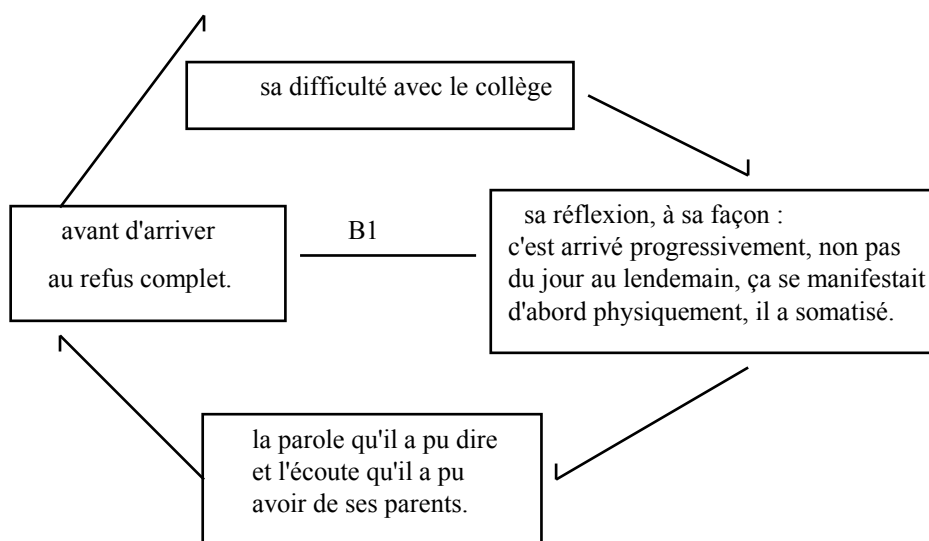 sa difficulté avec le collège
avant d'arriver
au refus complet.
B1
sa réflexion, à sa façon :
c'est arrivé progressivement, non pas
du jour au lendemain, ça se manifestait
d'abord physiquement, il a somatisé.
la parole qu'il a pu dire
et l'écoute qu'il a pu
avoir de ses parents.